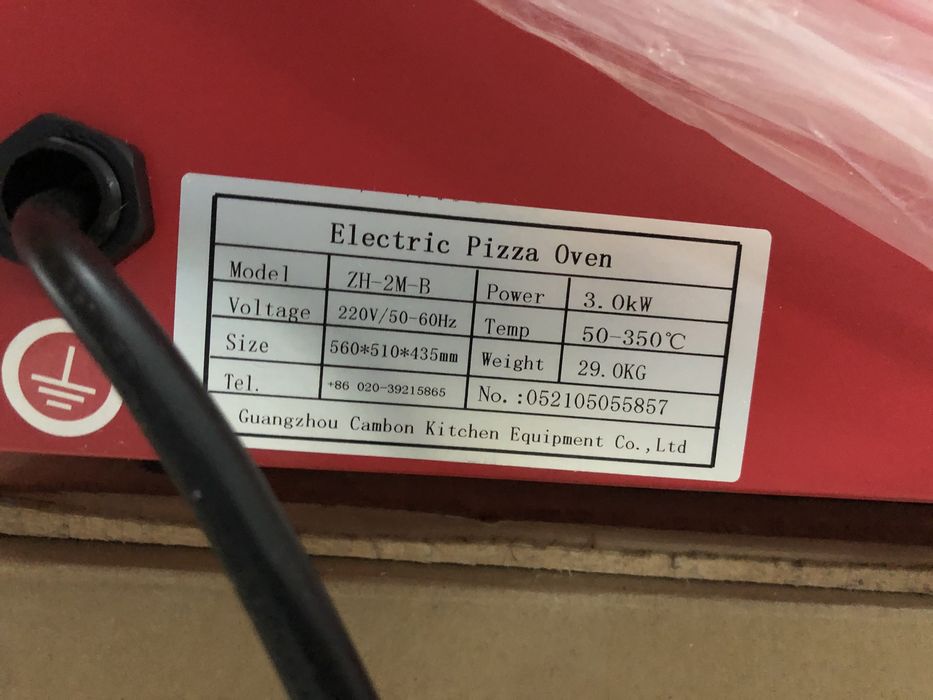 Electric Pizza Oven
Model ZH-2M-B Power 3.0kW
Voltage 220V/50-60Hz Temp 50-350℃
Size 560*510*435mm Weight 29.0KG
Tel. +86 020-39215865 No.:052105055857
Guangzhou Cambon Kitchen Equipment Co.,Ltd